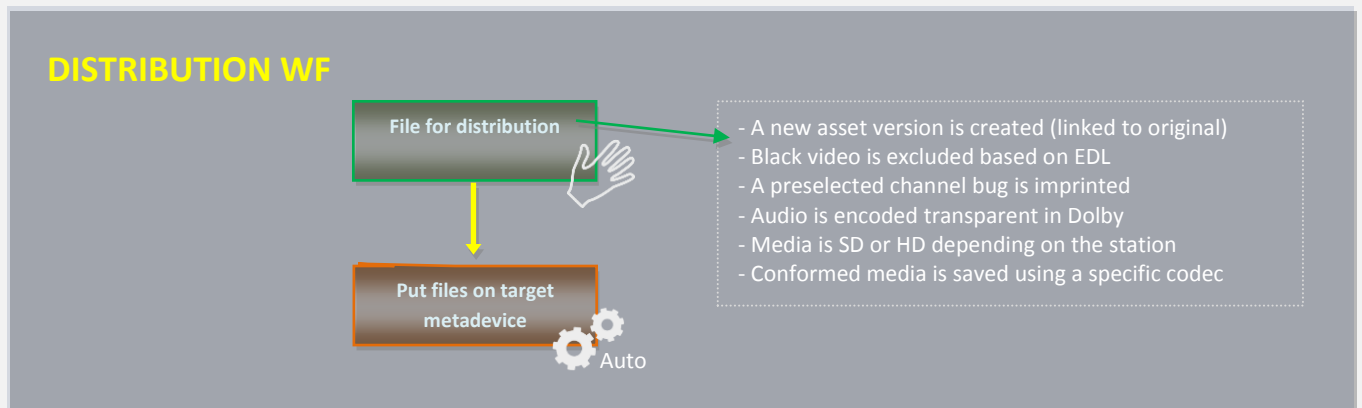 DISTRIBUTION WF
File for distribution
- A new asset version is created (linked to original)
- Black video is excluded based on EDL
- A preselected channel bug is imprinted
- Audio is encoded transparent in Dolby
- Media is SD or HD depending on the station
- Conformed media is saved using a specific codec
Put files on target
metadevice
Auto